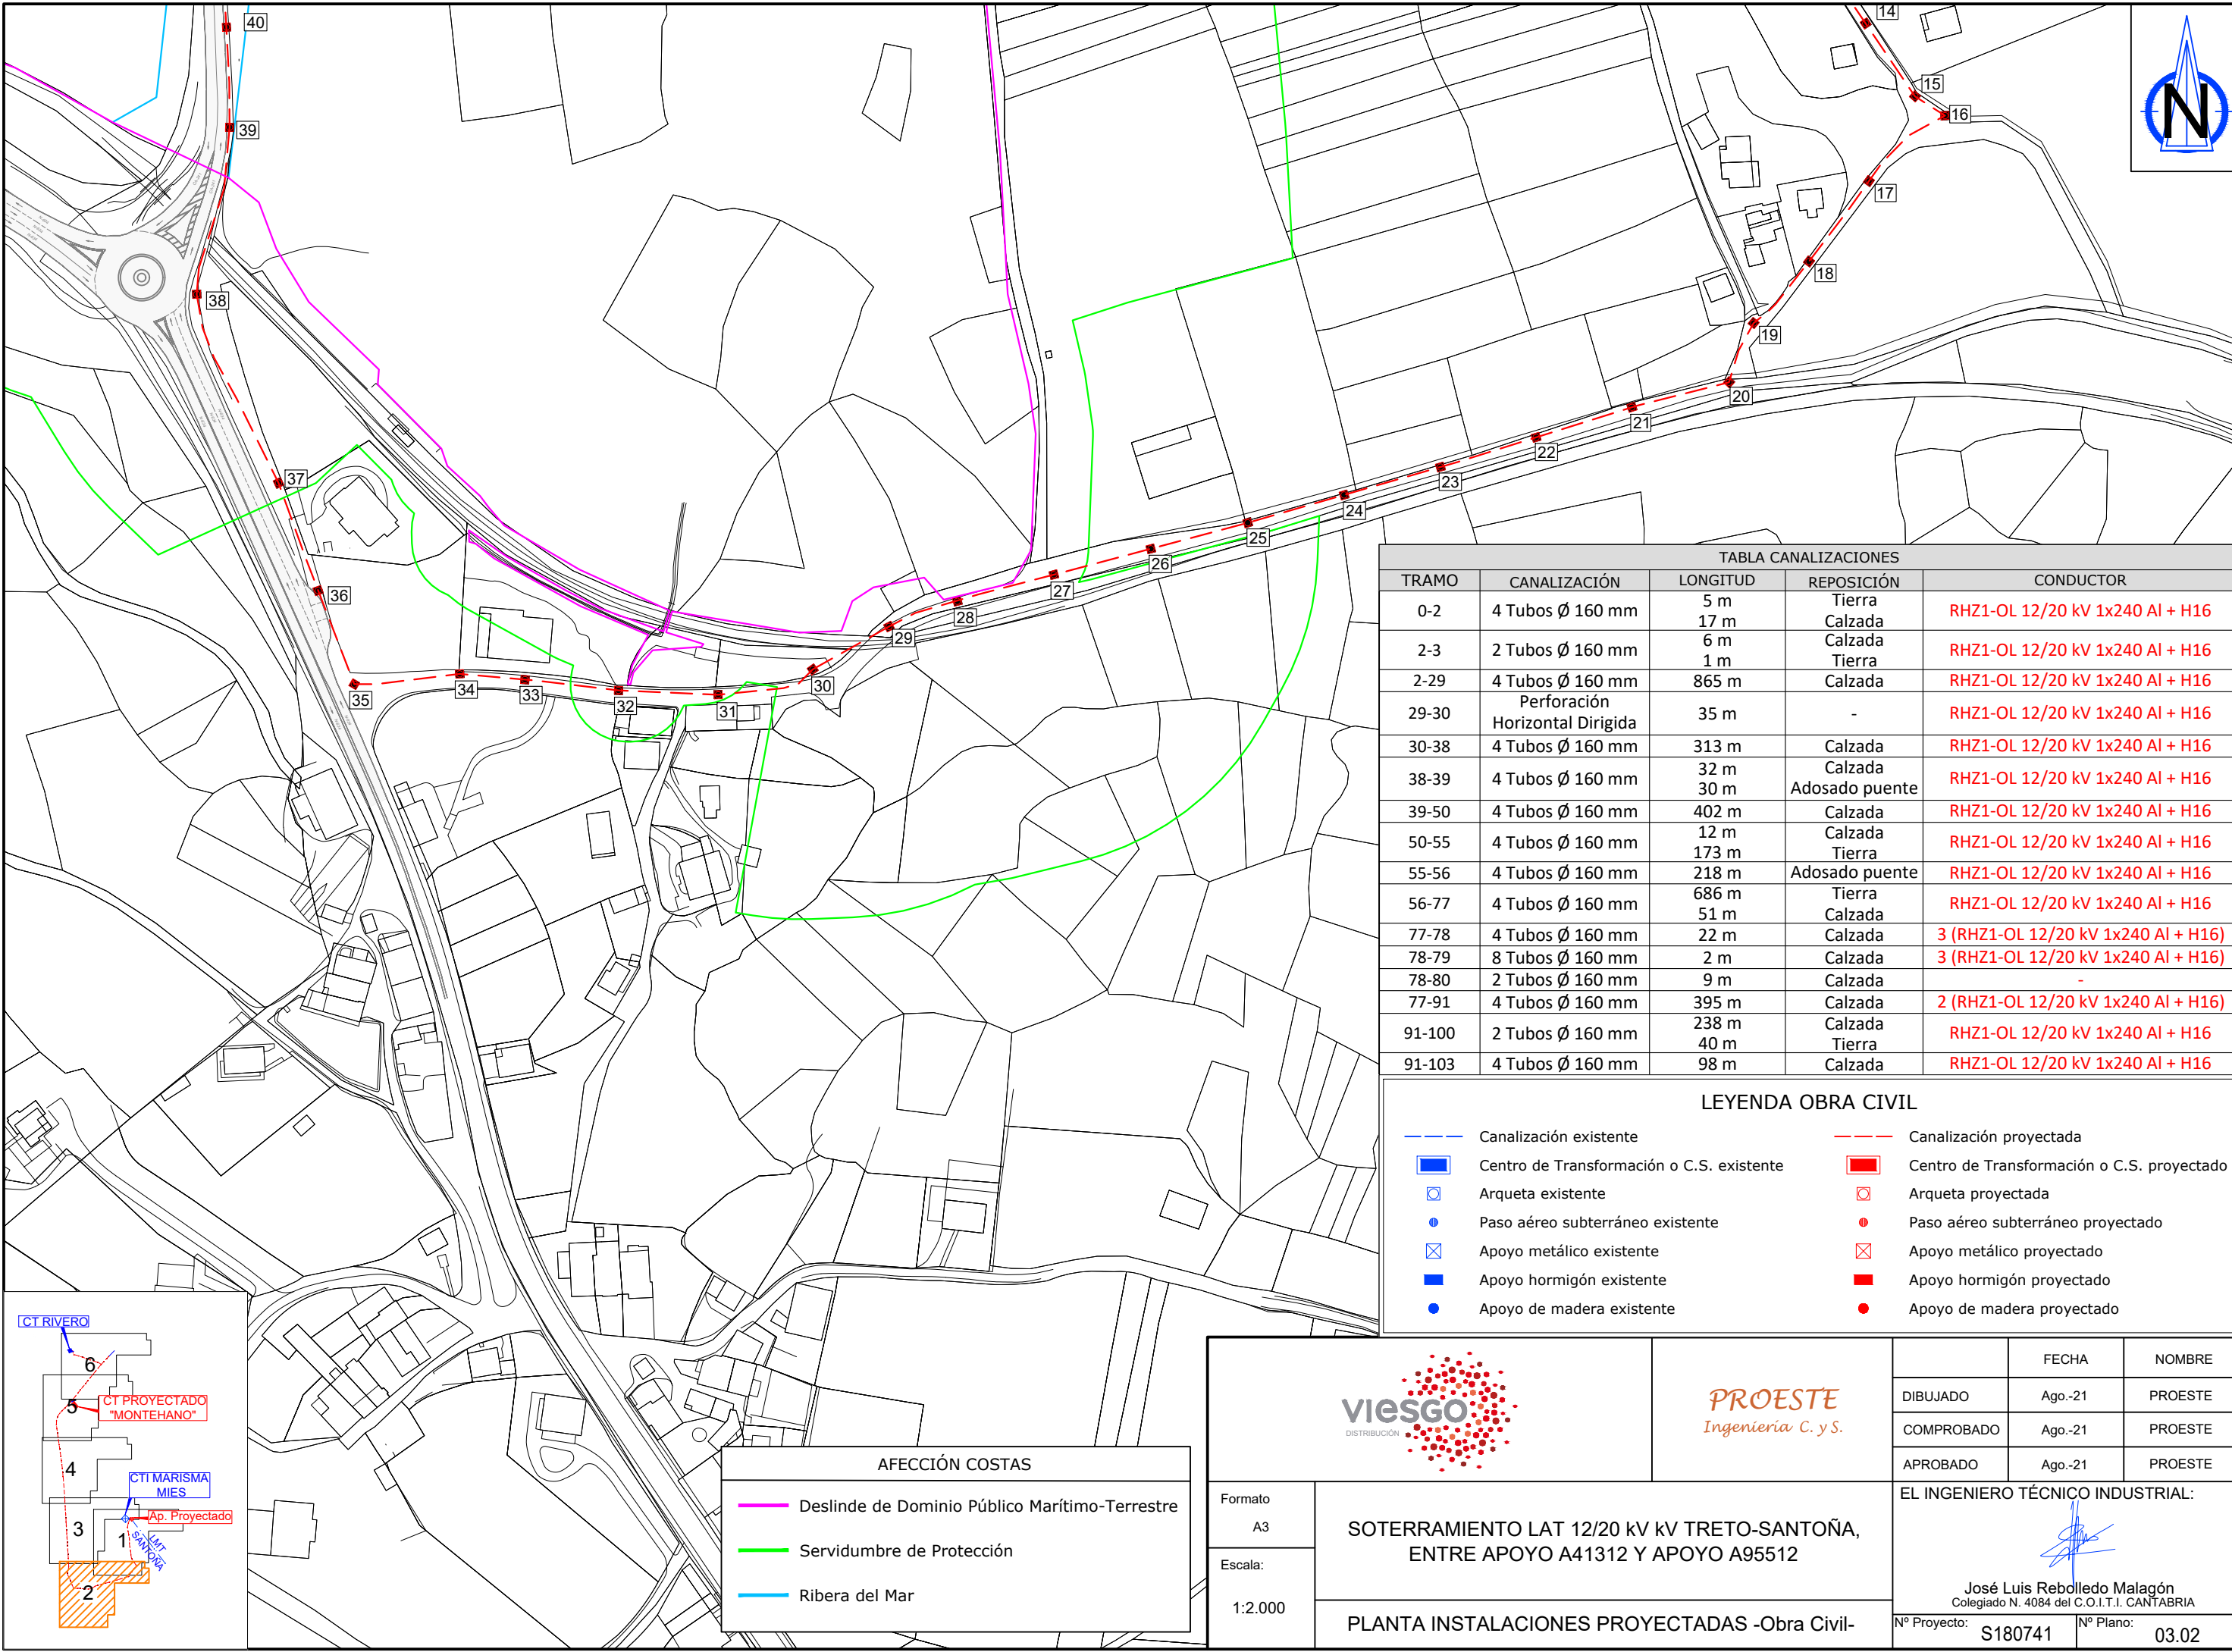 40
14
15
16
39
17
18
38
19
20
21
22
37
23
24
25
26
27
36
28
29
30
35
34
33
32
31
N
TABLA CANALIZACIONES
TRAMO CANALIZACIÓN LONGITUD REPOSICIÓN CONDUCTOR
0-2 4 Tubos Ø 160 mm 5 m Tierra RHZ1-OL 12/20 kV 1x240 Al + H16
17 m Calzada
2-3 2 Tubos Ø 160 mm 6 m Calzada RHZ1-OL 12/20 kV 1x240 Al + H16
1 m Tierra
2-29 4 Tubos Ø 160 mm 865 m Calzada RHZ1-OL 12/20 kV 1x240 Al + H16
29-30 Perforación Horizontal Dirigida 35 m - RHZ1-OL 12/20 kV 1x240 Al + H16
30-38 4 Tubos Ø 160 mm 313 m Calzada RHZ1-OL 12/20 kV 1x240 Al + H16
38-39 4 Tubos Ø 160 mm 32 m Calzada RHZ1-OL 12/20 kV 1x240 Al + H16
30 m Adosado puente
39-50 4 Tubos Ø 160 mm 402 m Calzada RHZ1-OL 12/20 kV 1x240 Al + H16
50-55 4 Tubos Ø 160 mm 12 m Calzada RHZ1-OL 12/20 kV 1x240 Al + H16
173 m Tierra
55-56 4 Tubos Ø 160 mm 218 m Adosado puente RHZ1-OL 12/20 kV 1x240 Al + H16
56-77 4 Tubos Ø 160 mm 686 m Tierra RHZ1-OL 12/20 kV 1x240 Al + H16
51 m Calzada
77-78 4 Tubos Ø 160 mm 22 m Calzada 3 (RHZ1-OL 12/20 kV 1x240 Al + H16)
78-79 8 Tubos Ø 160 mm 2 m Calzada 3 (RHZ1-OL 12/20 kV 1x240 Al + H16)
78-80 2 Tubos Ø 160 mm 9 m Calzada -
77-91 4 Tubos Ø 160 mm 395 m Calzada 2 (RHZ1-OL 12/20 kV 1x240 Al + H16)
91-100 2 Tubos Ø 160 mm 238 m Calzada RHZ1-OL 12/20 kV 1x240 Al + H16
40 m Tierra
91-103 4 Tubos Ø 160 mm 98 m Calzada RHZ1-OL 12/20 kV 1x240 Al + H16
LEYENDA OBRA CIVIL
Canalización existente
Centro de Transformación o C.S. existente
Arqueta existente
Paso aéreo subterráneo existente
Apoyo metálico existente
Apoyo hormigón existente
Apoyo de madera existente
Canalización proyectada
Centro de Transformación o C.S. proyectado
Arqueta proyectada
Paso aéreo subterráneo proyectado
Apoyo metálico proyectado
Apoyo hormigón proyectado
Apoyo de madera proyectado
CT RIVERO
6
CT PROYECTADO
"MONTEHANO"
5
4
CTI MARISMA
MIES
Ap. Proyectado
3
1
LMT
SANTOÑA
2
AFECCIÓN COSTAS
Deslinde de Dominio Público Marítimo-Terrestre
Servidumbre de Protección
Ribera del Mar
VIESGO
DISTRIBUCIÓN
PROESTE
Ingeniería C. y S.
FECHA NOMBRE
DIBUJADO Ago.-21 PROESTE
COMPROBADO Ago.-21 PROESTE
APROBADO Ago.-21 PROESTE
Formato
A3
Escala:
1:2.000
SOTERRAMIENTO LAT 12/20 kV kV TRETO-SANTOÑA,
ENTRE APOYO A41312 Y APOYO A95512
PLANTA INSTALACIONES PROYECTADAS -Obra Civil-
EL INGENIERO TÉCNICO INDUSTRIAL:
José Luis Rebolledo Malagón
Colegiado N. 4084 del C.O.I.T.I. CANTABRIA
Nº Proyecto: S180741
Nº Plano: 03.02